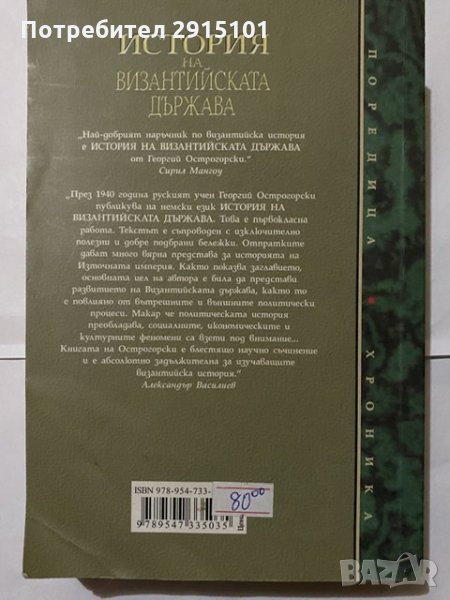 Потребител 2915101
ИСТОРИЯ
НА
ВИЗАНТИЙСКАТА
ДЪРЖАВА
„Най-добрият наръчник по византийска история
е ИСТОРИЯ НА ВИЗАНТИЙСКАТА ДЪРЖАВА
от Георгий Острогорски.“
Сирил Мангоу
„През 1940 година руският учен Георгий Острогорски
публикува на немски език ИСТОРИЯ НА
ВИЗАНТИЙСКАТА ДЪРЖАВА. Това е първокласна
работа. Текстът е съпроводен с изключително
полезни и добре подбрани бележки. Отпратките
дават много вярна представа за историята на
Източната империя. Както показва заглавието,
основната цел на автора е била да представи
развитието на Византийската държава, както то
е повлияно от вътрешните и външните политически
процеси. Макар че политическата история
преобладава, социалните, икономическите и
културните феномени са взети под внимание...
Книгата на Острогорски е блестящо научно съчинение
и е абсолютно задължителна за изучаващите
византийска история.“
Александър Василиев
ISBN 978-954-733-
80⁰⁰
9789547335035
Цена
ПОРЕДИЦА • ХРОНИКА
bazar